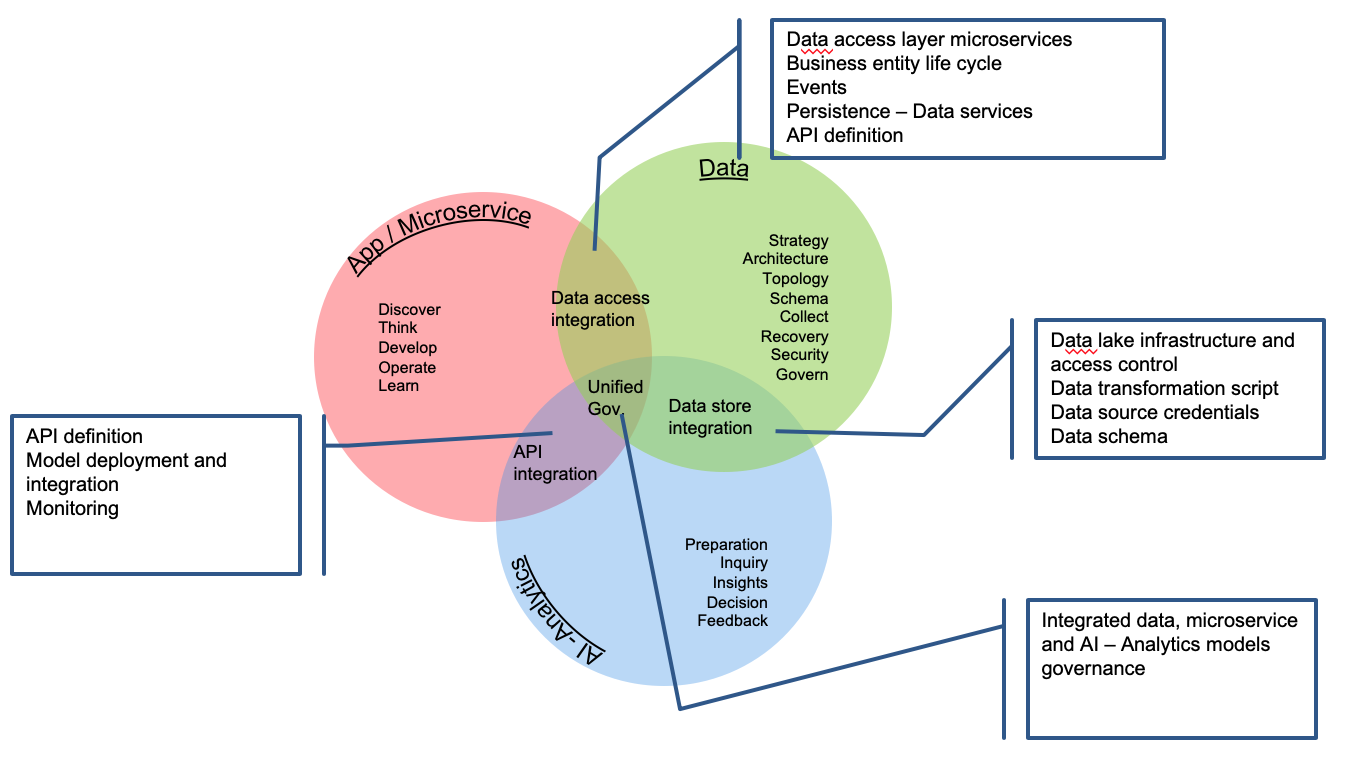 Data access layer microservices
Business entity life cycle
Events
Persistence – Data services
API definition
Data
App / Microservice
Strategy
Architecture
Topology
Schema
Collect
Recovery
Security
Govern
Discover
Think
Develop
Operate
Learn
Data access
integration
Unified
Gov.
Data store
integration
API
integration
Data lake infrastructure and
access control
Data transformation script
Data source credentials
Data schema
API definition
Model deployment and
integration
Monitoring
Preparation
Inquiry
Insights
Decision
Feedback
AI -Analytics
Integrated data, microservice
and AI – Analytics models
governance